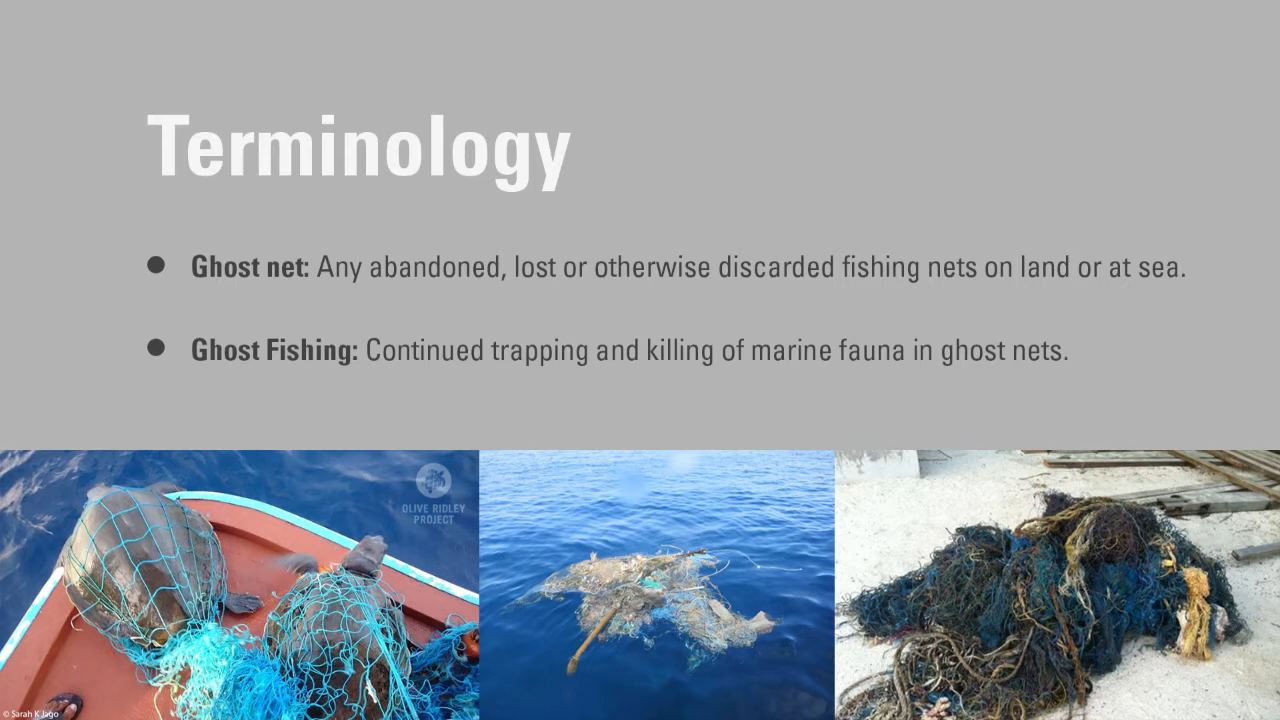 Terminology
● Ghost net: Any abandoned, lost or otherwise discarded fishing nets on land or at sea.
● Ghost Fishing: Continued trapping and killing of marine fauna in ghost nets.
OLIVE RIDLEY
PROJECT
© Sarah K Jago